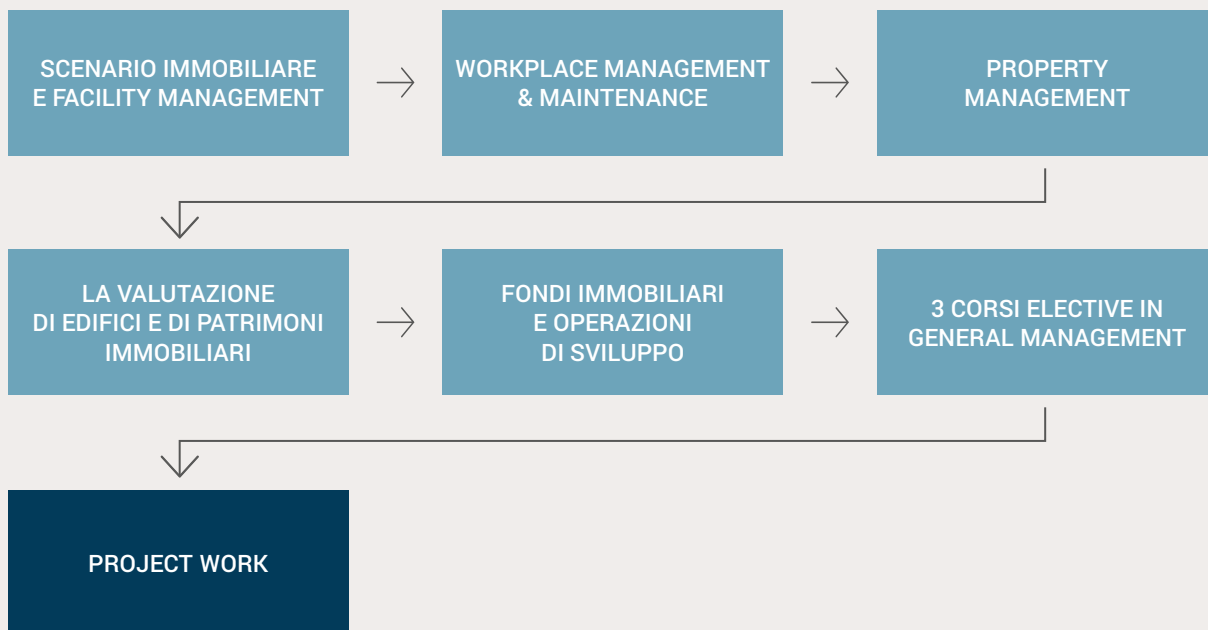 SCENARIO IMMOBILIARE
E FACILITY MANAGEMENT
WORKPLACE MANAGEMENT
& MAINTENANCE
PROPERTY
MANAGEMENT
LA VALUTAZIONE
DI EDIFICI E DI PATRIMONI
IMMOBILIARI
FONDI IMMOBILIARI
E OPERAZIONI
DI SVILUPPO
3 CORSI ELECTIVE IN
GENERAL MANAGEMENT
PROJECT WORK